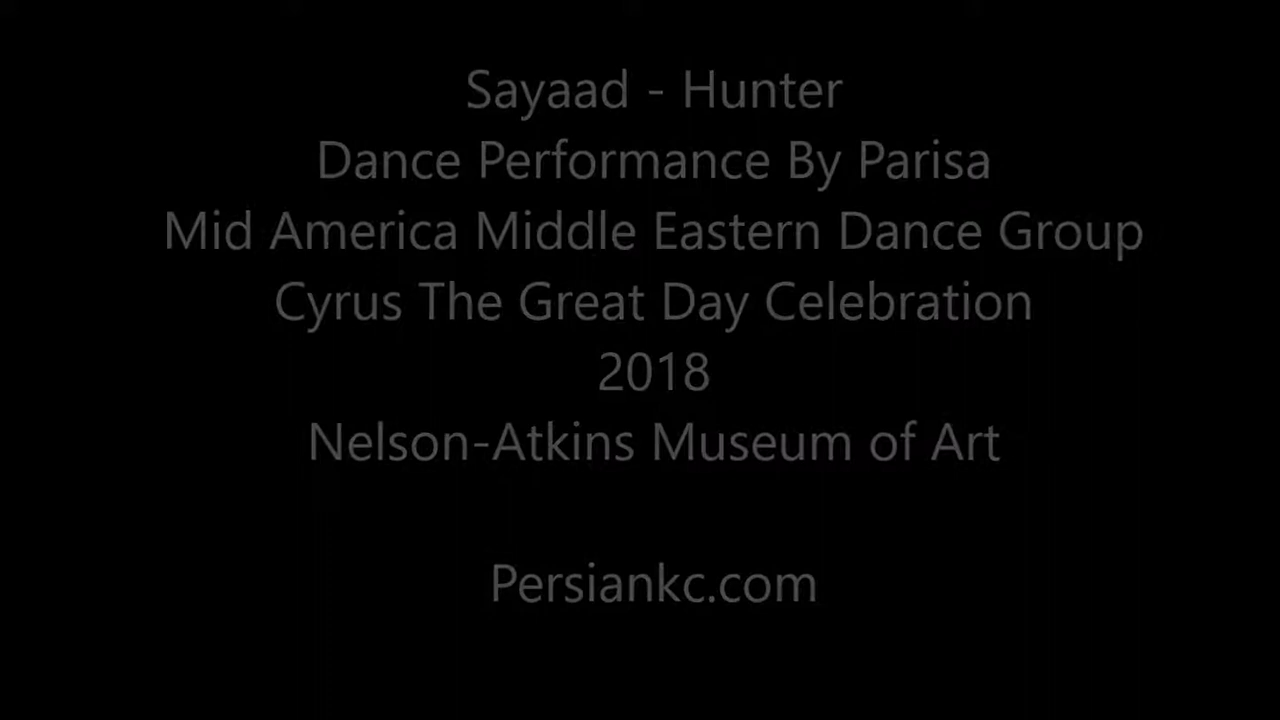 Sayaad - Hunter
Dance Performance By Parisa
Mid America Middle Eastern Dance Group
Cyrus The Great Day Celebration
2018
Nelson-Atkins Museum of Art
Persiankc.com